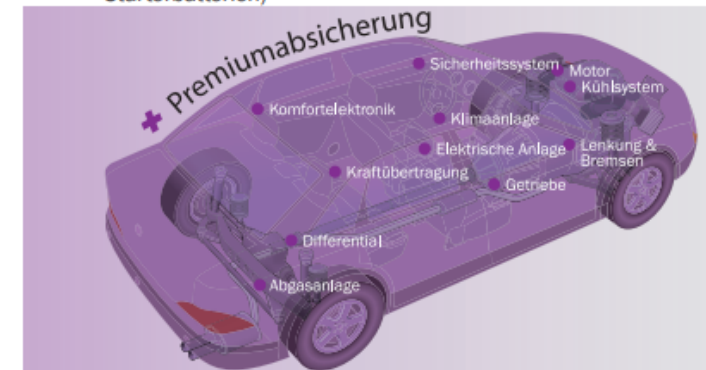 + Premiumabsicherung
Sicherheitssystem
Motor
Kühlsystem
Komfortelektronik
Klimaanlage
Elektrische Anlage
Lenkung &
Bremsen
Kraftübertragung
Getriebe
Differential
Abgasanlage